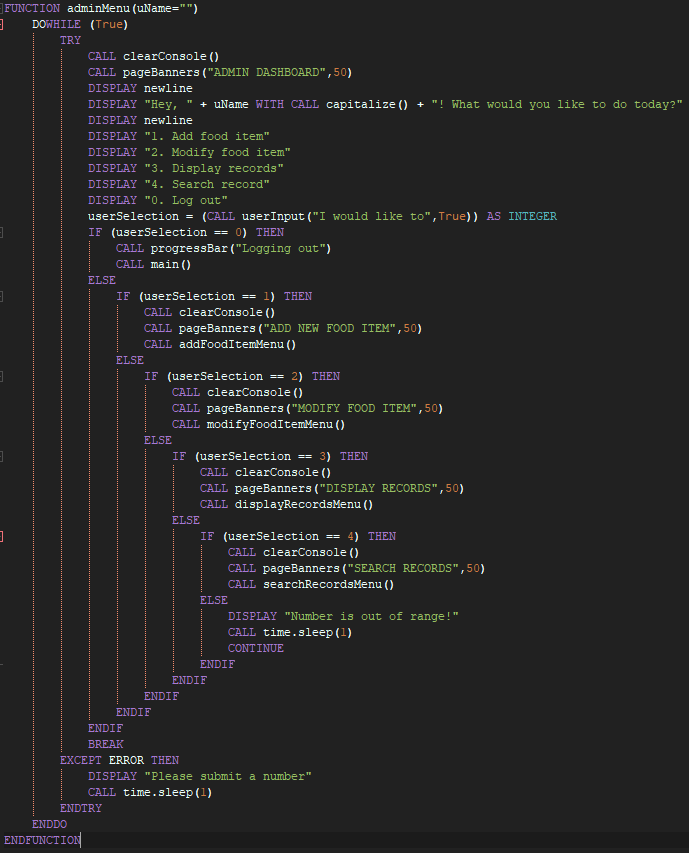 FUNCTION adminMenu(uName="")
DOWHILE (True)
TRY
CALL clearConsole()
CALL pageBanners("ADMIN DASHBOARD",50)
DISPLAY newline
DISPLAY "Hey, " + uName WITH CALL capitalize() + "! What would you like to do today?"
DISPLAY newline
DISPLAY "1. Add food item"
DISPLAY "2. Modify food item"
DISPLAY "3. Display records"
DISPLAY "4. Search record"
DISPLAY "0. Log out"
userSelection = (CALL userInput("I would like to",True)) AS INTEGER
IF (userSelection == 0) THEN
CALL progressBar("Logging out")
CALL main()
ELSE
IF (userSelection == 1) THEN
CALL clearConsole()
CALL pageBanners("ADD NEW FOOD ITEM",50)
CALL addFoodItemMenu()
ELSE
IF (userSelection == 2) THEN
CALL clearConsole()
CALL pageBanners("MODIFY FOOD ITEM",50)
CALL modifyFoodItemMenu()
ELSE
IF (userSelection == 3) THEN
CALL clearConsole()
CALL pageBanners("DISPLAY RECORDS",50)
CALL displayRecordsMenu()
ELSE
IF (userSelection == 4) THEN
CALL clearConsole()
CALL pageBanners("SEARCH RECORDS",50)
CALL searchRecordsMenu()
ELSE
DISPLAY "Number is out of range!"
CALL time.sleep(1)
CONTINUE
ENDIF
ENDIF
ENDIF
ENDIF
ENDIF
BREAK
EXCEPT ERROR THEN
DISPLAY "Please submit a number"
CALL time.sleep(1)
ENDTRY
ENDDO
ENDFUNCTION